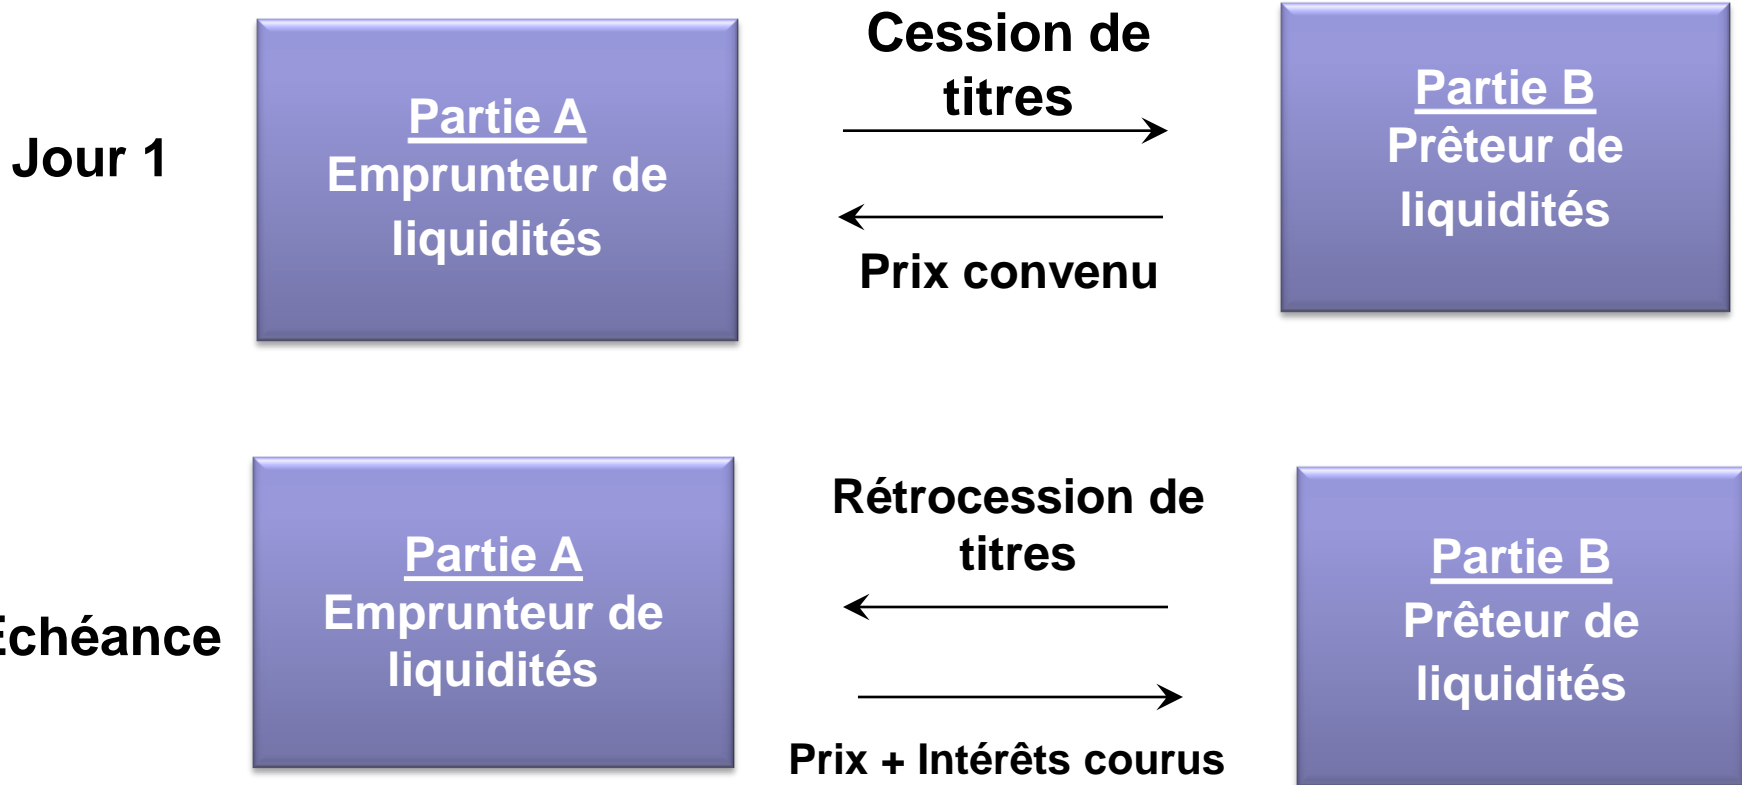 Jour 1
Partie A
Emprunteur de
liquidités
Cession de
titres
Prix convenu
Partie B
Prêteur de
liquidités
Echéance
Partie A
Emprunteur de
liquidités
Rétrocession de
titres
Prix + Intérêts courus
Partie B
Prêteur de
liquidités